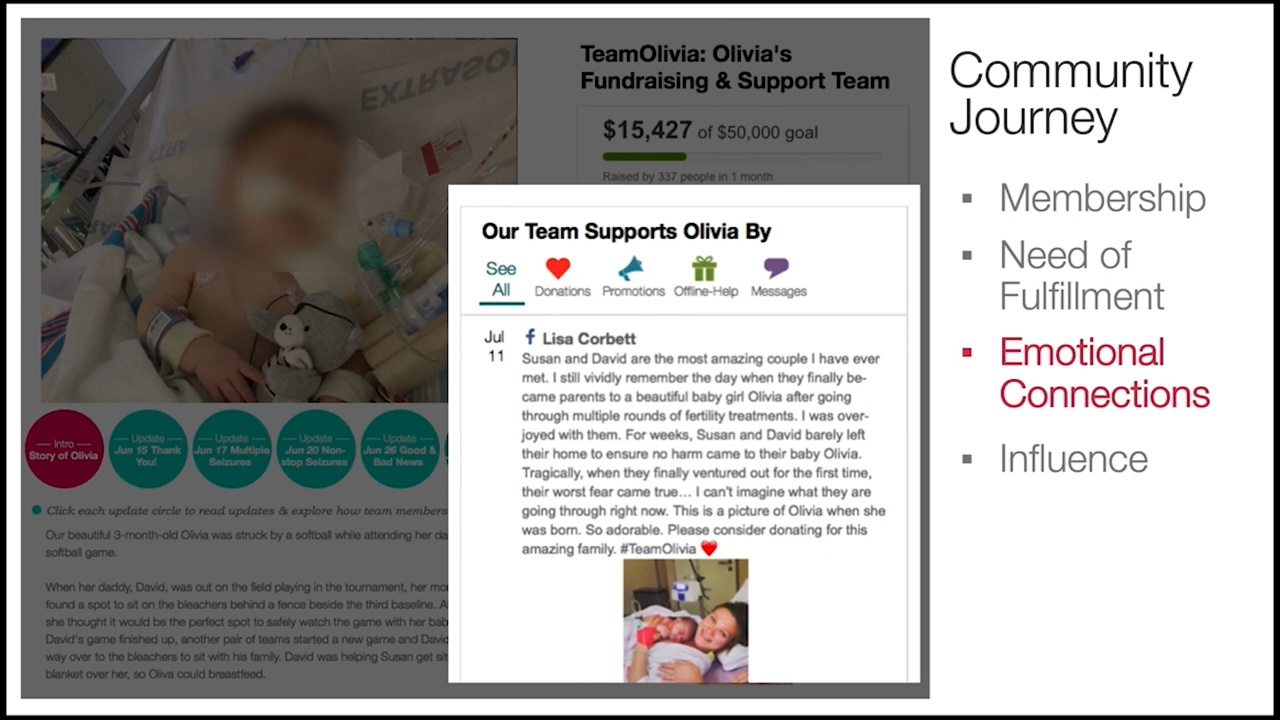 EXTRASO
EXTRA
TeamOlivia: Olivia's
Fundraising & Support Team
$15,427 of $50,000 goal
Raised by 337 people in 1 month
Our Team Supports Olivia By
See All
Donations
Promotions
Offline-Help
Messages
Jul 11
Lisa Corbett
Susan and David are the most amazing couple I have ever
met. I still vividly remember the day when they finally be-
came parents to a beautiful baby girl Olivia after going
through multiple rounds of fertility treatments. I was over-
joyed with them. For weeks, Susan and David barely left
their home to ensure no harm came to their baby Olivia.
Tragically, when they finally ventured out for the first time,
their worst fear came true... I can't imagine what they are
going through right now. This is a picture of Olivia when she
was born. So adorable. Please consider donating for this
amazing family. #TeamOlivia
Intro
Story of Olivia
Update
Jun 15 Thank
You!
Update
Jun 17 Multiple
Seizures
Update
Jun 20 Non-
stop Seizures
Update
Jun 26 Good &
Bad News
Click each update circle to read updates & explore how team members
Our beautiful 3-month-old Olivia was struck by a softball while attending her da
softball game.
When her daddy, David, was out on the field playing in the tournament, her mo
found a spot to sit on the bleachers behind a fence beside the third baseline. A
she thought it would be the perfect spot to safely watch the game with her bab
David's game finished up, another pair of teams started a new game and David
way over to the bleachers to sit with his family. David was helping Susan get sit
blanket over her, so Oliva could breastfeed.
Community
Journey
Membership
Need of
Fulfillment
Emotional
Connections
Influence